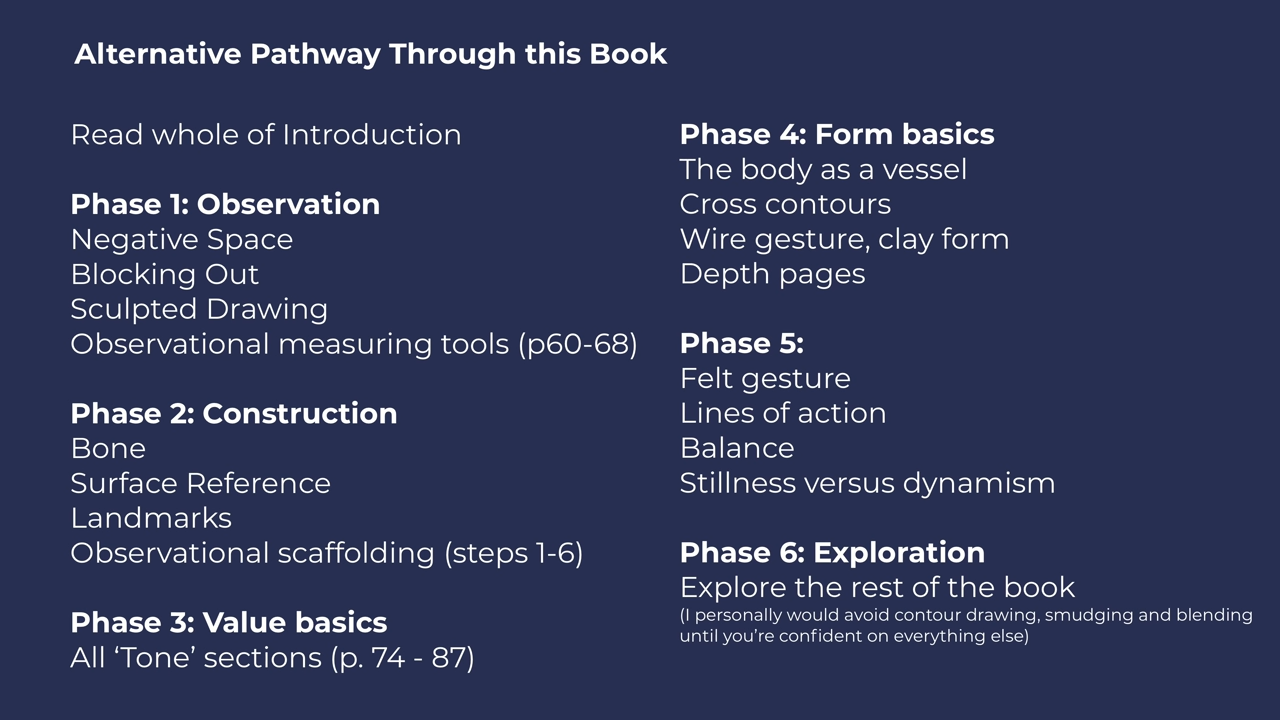 Alternative Pathway Through this Book
Read whole of Introduction
Phase 1: Observation
Negative Space
Blocking Out
Sculpted Drawing
Observational measuring tools (p60-68)
Phase 2: Construction
Bone
Surface Reference
Landmarks
Observational scaffolding (steps 1-6)
Phase 3: Value basics
All ‘Tone’ sections (p. 74 - 87)
Phase 4: Form basics
The body as a vessel
Cross contours
Wire gesture, clay form
Depth pages
Phase 5:
Felt gesture
Lines of action
Balance
Stillness versus dynamism
Phase 6: Exploration
Explore the rest of the book
(I personally would avoid contour drawing, smudging and blending
until you’re confident on everything else)